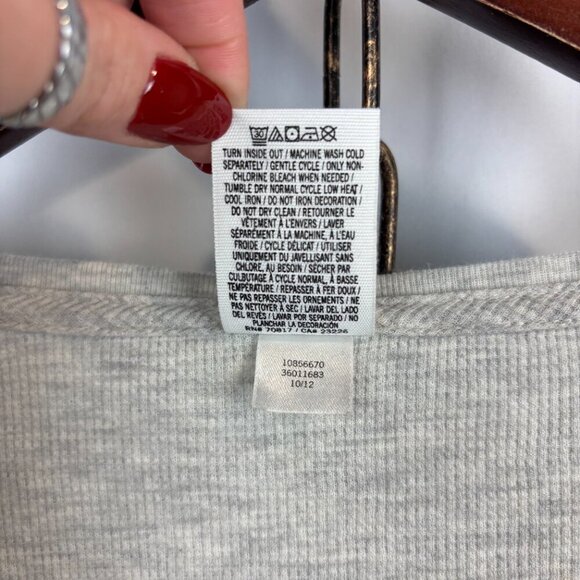 30
TURN INSIDE OUT / MACHINE WASH COLD
SEPARATELY / GENTLE CYCLE / ONLY NON-
CHLORINE BLEACH WHEN NEEDED /
TUMBLE DRY NORMAL CYCLE LOW HEAT /
COOL IRON / DO NOT IRON DECORATION /
DO NOT DRY CLEAN / RETOURNER LE
VÊTEMENT À L'ENVERS / LAVER
SÉPARÉMENT À LA MACHINE, À L'EAU
FROIDE / CYCLE DÉLICAT / UTILISER
UNIQUEMENT DU JAVELLISANT SANS
CHLORE, AU BESOIN / SÉCHER PAR
CULBUTAGE À CYCLE NORMAL, À BASSE
TEMPÉRATURE / REPASSER À FER DOUX /
NE PAS REPASSER LES ORNEMENTS / NE
PAS NETTOYER À SEC / LAVAR DEL LADO
DEL REVÉS / LAVAR POR SEPARADO / NO
PLANCHAR LA DECORACIÓN
RN# 70817 / CA# 23226
10856670
36011683
10/12